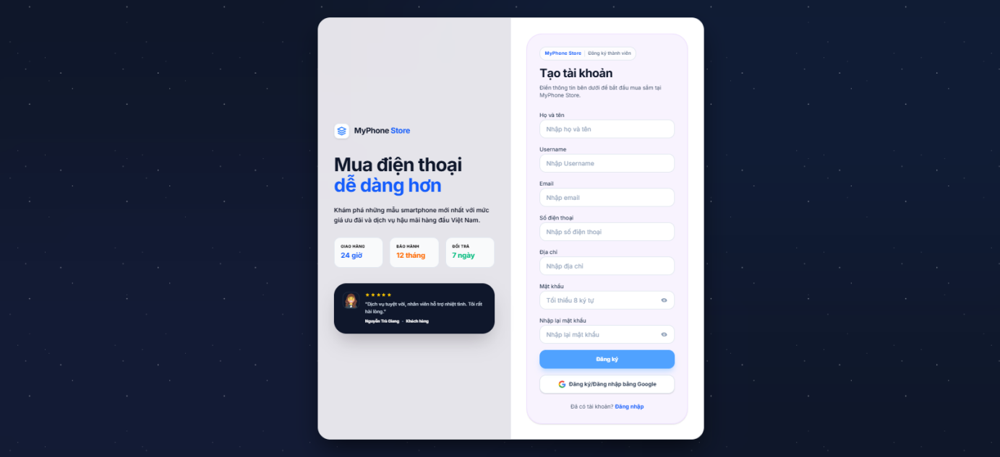 MyPhone Store
Mua điện thoại
dễ dàng hơn
Khám phá những mẫu smartphone mới nhất với mức
giá ưu đãi và dịch vụ hậu mãi hàng đầu Việt Nam.
GIAO HÀNG
24 giờ
BẢO HÀNH
12 tháng
ĐỔI TRẢ
7 ngày
★★★★★
"Dịch vụ tuyệt vời, nhân viên hỗ trợ nhiệt tình. Tôi rất
hài lòng."
Nguyễn Trà Giang - Khách hàng
MyPhone Store | Đăng ký thành viên
Tạo tài khoản
Điền thông tin bên dưới để bắt đầu mua sắm tại
MyPhone Store.
Họ và tên
Nhập họ và tên
Username
Nhập Username
Email
Nhập email
Số điện thoại
Nhập số điện thoại
Địa chỉ
Nhập địa chỉ
Mật khẩu
Tối thiểu 8 ký tự
Nhập lại mật khẩu
Nhập lại mật khẩu
Đăng ký
Đăng ký/Đăng nhập bằng Google
Đã có tài khoản? Đăng nhập